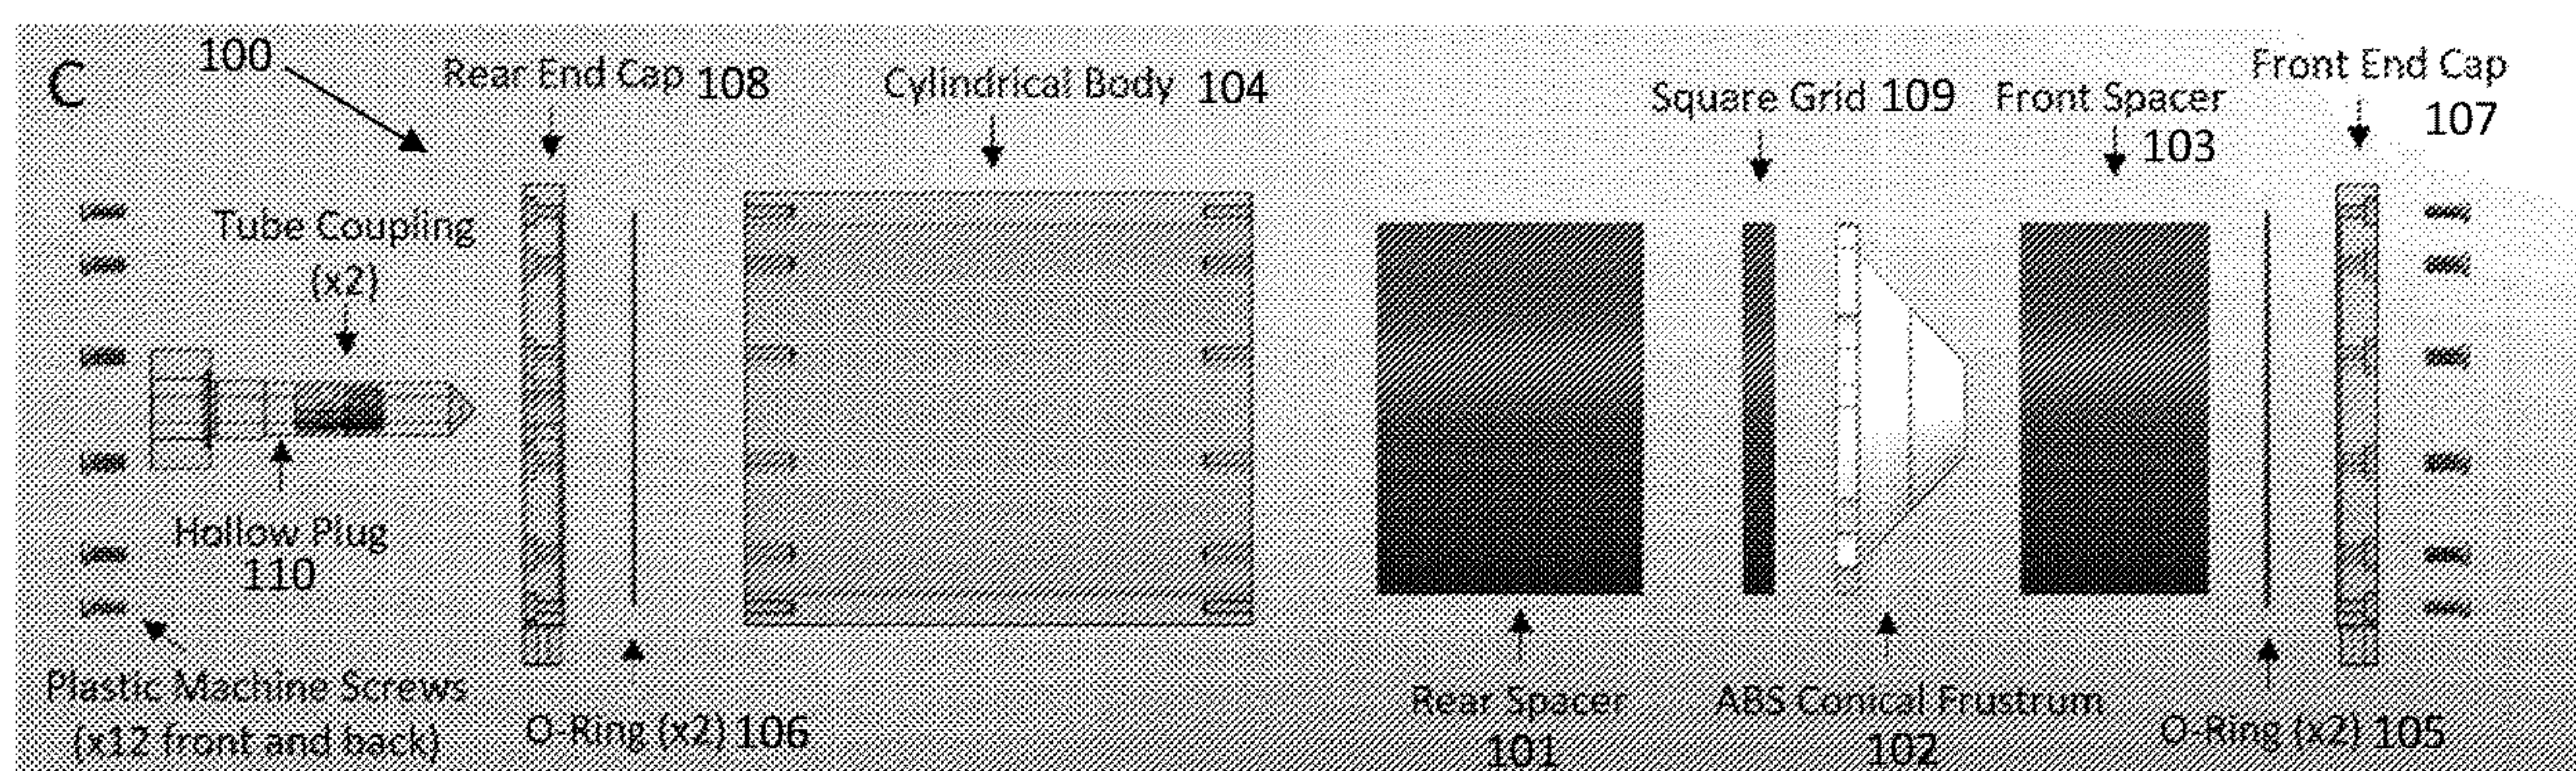 C
100
Rear End Cap 108
Cylindrical Body 104
Square Grid 109
Front Spacer
103
Front End Cap
107
Tube Coupling
(x2)
Hollow Plug
110
Plastic Machine Screws
(x12 front and back)
O-Ring (x2) 106
Rear Spacer
101
ABS Conical Frustrum
102
O-Ring (x2) 105